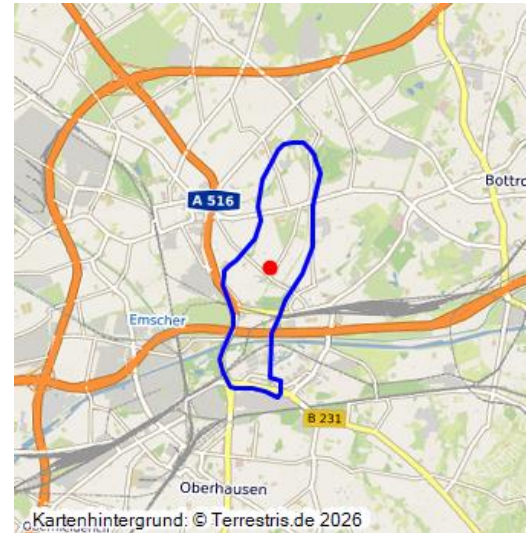 A 516
Bottro
Emscher
B 231
Oberhausen
Kartenhintergrund: © Terrestris.de 2026